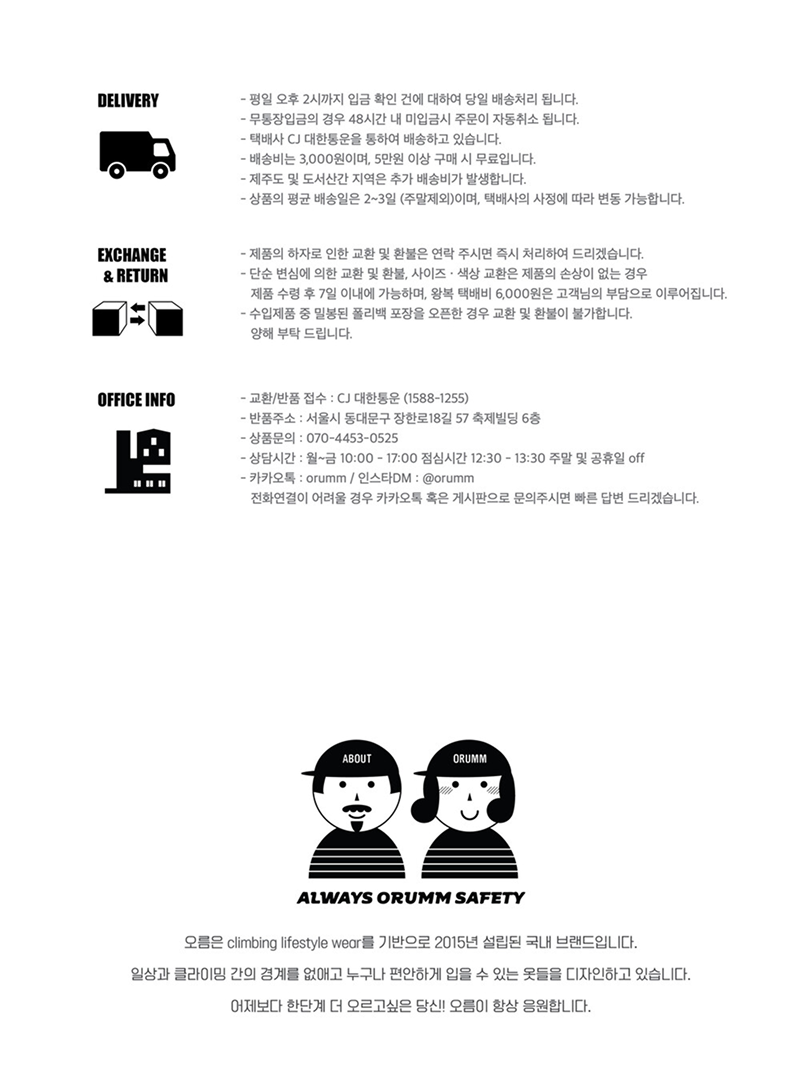 DELIVERY
- 평일 오후 2시까지 입금 확인 건에 대하여 당일 배송처리 됩니다.
- 무통장입금의 경우 48시간 내 미입금시 주문이 자동취소 됩니다.
- 택배사 CJ 대한통운을 통하여 배송하고 있습니다.
- 배송비는 3,000원이며, 5만원 이상 구매 시 무료입니다.
- 제주도 및 도서산간 지역은 추가 배송비가 발생합니다.
- 상품의 평균 배송일은 2~3일 (주말제외)이며, 택배사의 사정에 따라 변동 가능합니다.
EXCHANGE
& RETURN
- 제품의 하자로 인한 교환 및 환불은 연락 주시면 즉시 처리하여 드리겠습니다.
- 단순 변심에 의한 교환 및 환불, 사이즈 · 색상 교환은 제품의 손상이 없는 경우
제품 수령 후 7일 이내에 가능하며, 왕복 택배비 6,000원은 고객님의 부담으로 이루어집니다.
- 수입제품 중 밀봉된 폴리백 포장을 오픈한 경우 교환 및 환불이 불가합니다.
양해 부탁 드립니다.
OFFICE INFO
- 교환/반품 접수 : CJ 대한통운 (1588-1255)
- 반품주소 : 서울시 동대문구 장한로18길 57 축제빌딩 6층
- 상품문의 : 070-4453-0525
- 상담시간 : 월~금 10:00 - 17:00 점심시간 12:30 - 13:30 주말 및 공휴일 off
- 카카오톡 : orumm / 인스타DM : @orumm
전화연결이 어려울 경우 카카오톡 혹은 게시판으로 문의주시면 빠른 답변 드리겠습니다.
ABOUT ORUMM
ALWAYS ORUMM SAFETY
오름은 climbing lifestyle wear를 기반으로 2015년 설립된 국내 브랜드입니다.
일상과 클라이밍 간의 경계를 없애고 누구나 편안하게 입을 수 있는 옷들을 디자인하고 있습니다.
어제보다 한단계 더 오르고싶은 당신! 오름이 항상 응원합니다.